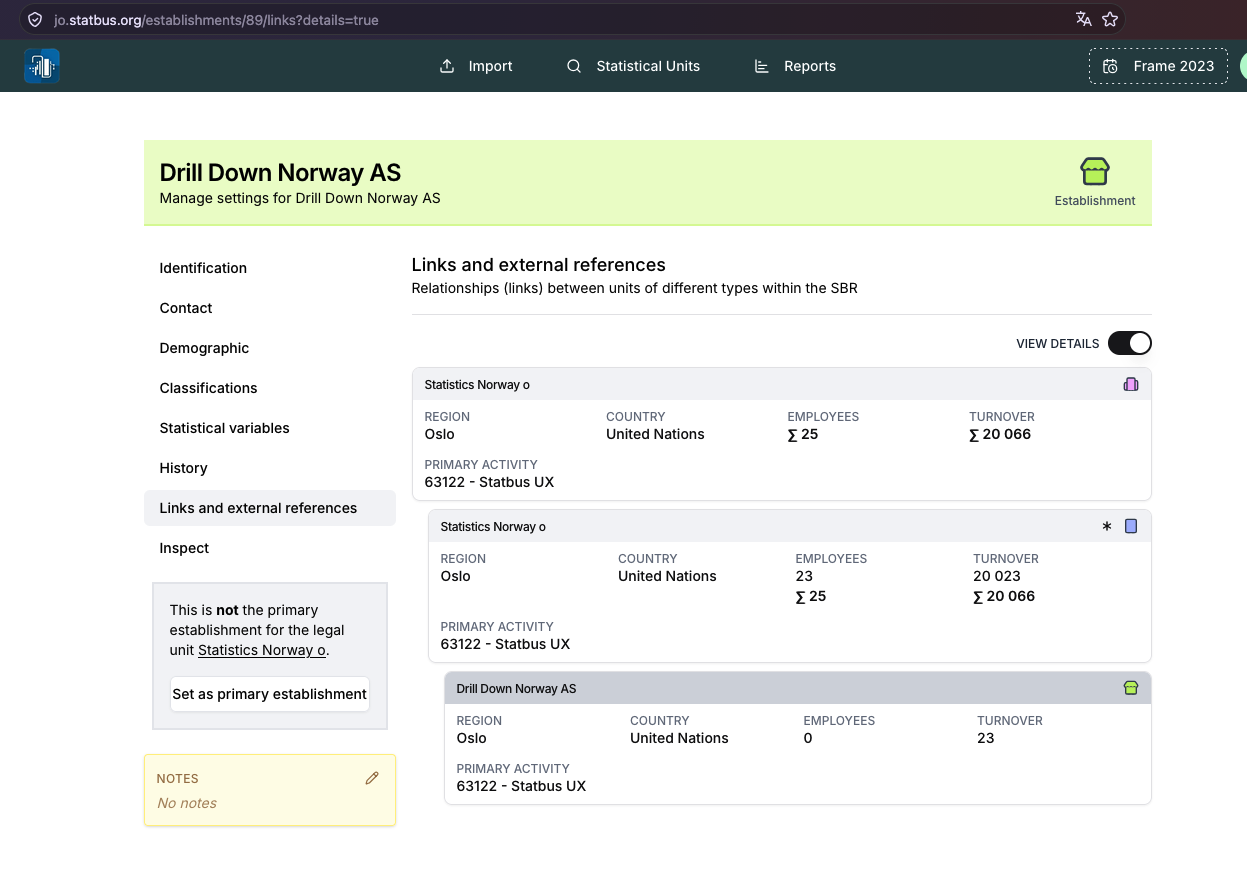 jo.statbus.org/establishments/89/links?details=true
Import
Statistical Units
Reports
Frame 2023
Drill Down Norway AS
Manage settings for Drill Down Norway AS
Establishment
Identification
Contact
Demographic
Classifications
Statistical variables
History
Links and external references
Inspect
This is not the primary
establishment for the legal
unit Statistics Norway o.
Set as primary establishment
NOTES
No notes
Links and external references
Relationships (links) between units of different types within the SBR
VIEW DETAILS
Statistics Norway o
REGION COUNTRY EMPLOYEES TURNOVER
Oslo United Nations ∑ 25 ∑ 20 066
PRIMARY ACTIVITY
63122 - Statbus UX
Statistics Norway o *
REGION COUNTRY EMPLOYEES TURNOVER
Oslo United Nations 23 20 023
∑ 25 ∑ 20 066
PRIMARY ACTIVITY
63122 - Statbus UX
Drill Down Norway AS
REGION COUNTRY EMPLOYEES TURNOVER
Oslo United Nations 0 23
PRIMARY ACTIVITY
63122 - Statbus UX